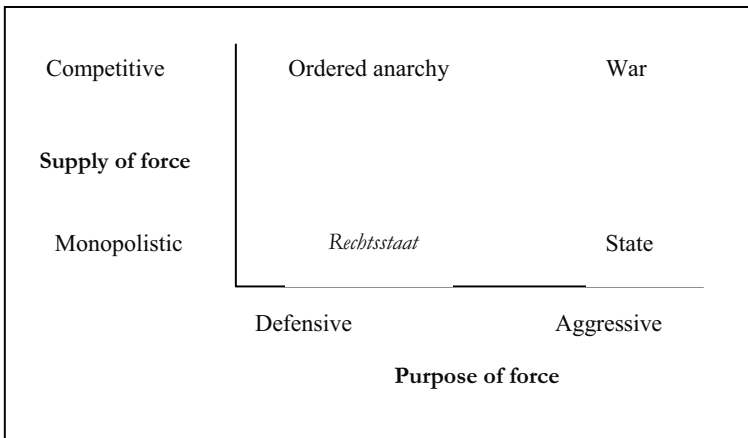 Competitive Ordered anarchy War
Supply of force
Monopolistic Rechtsstaat State
Defensive Aggressive
Purpose of force